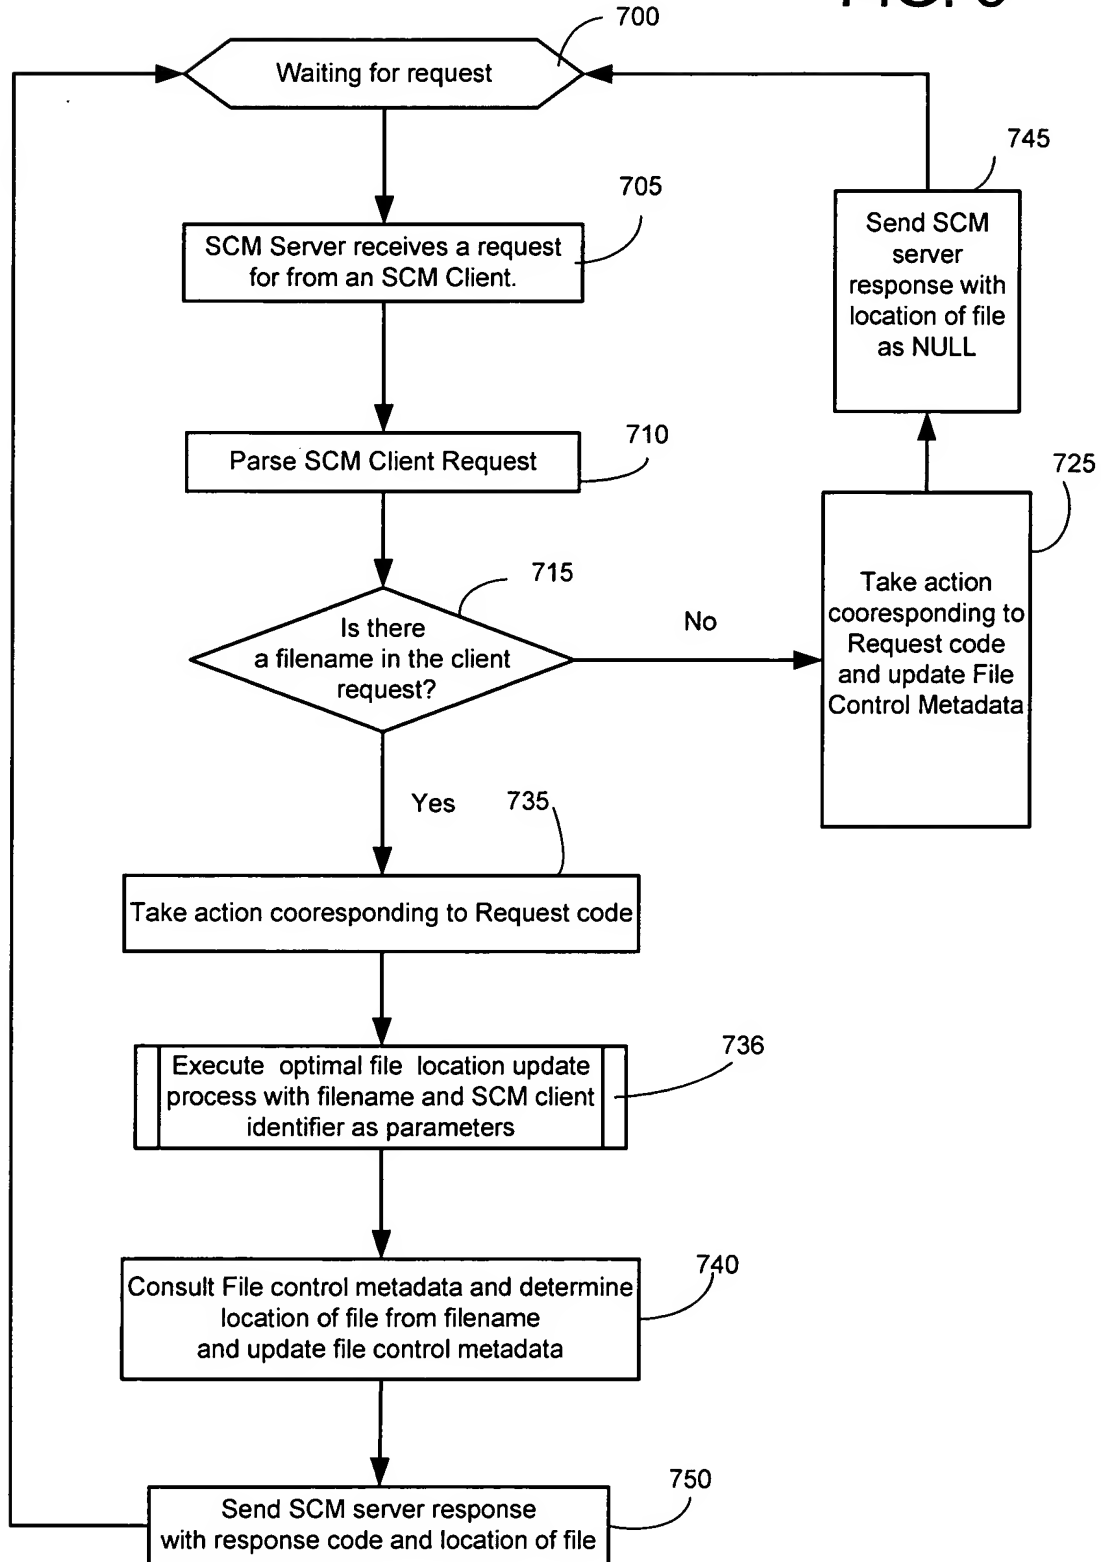 700
Waiting for request
745
705
Send SCM
server
response with
location of file
as NULL
SCM Server receives a request
for from an SCM Client.
710
Parse SCM Client Request
725
715
No
Take action
cooresponding to
Request code
and update File
Control Metadata
Is there
a filename in the client
request?
Yes
735
Take action cooresponding to Request code
736
Execute optimal file location update
process with filename and SCM client
identifier as parameters
740
Consult File control metadata and determine
location of file from filename
and update file control metadata
750
Send SCM server response
with response code and location of file